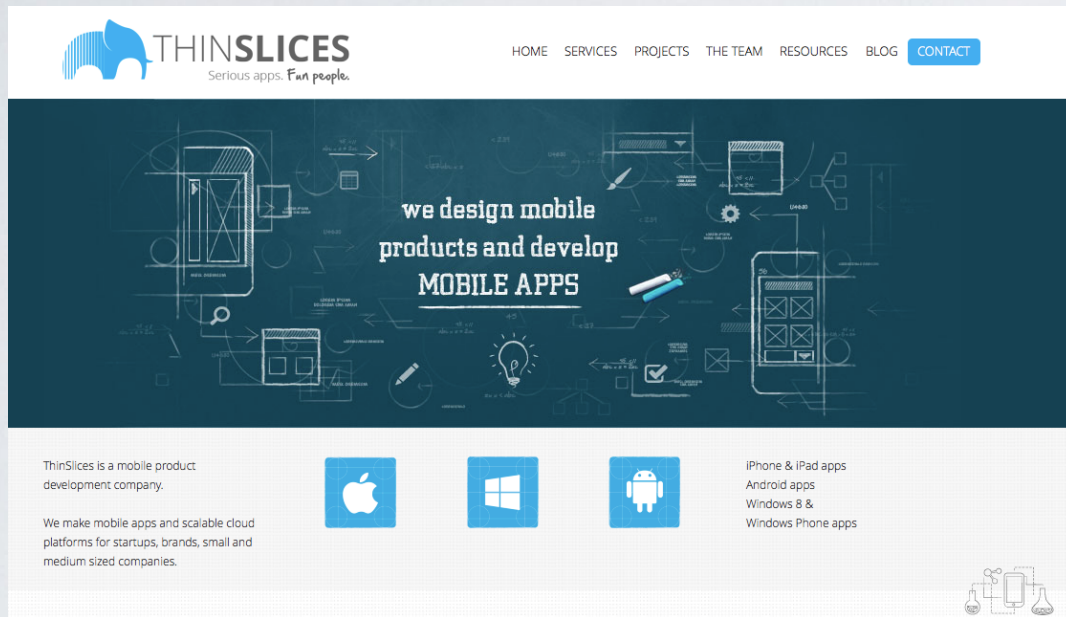 THINSLICES
Serious apps. Fun people.
HOME SERVICES PROJECTS THE TEAM RESOURCES BLOG CONTACT
we design mobile
products and develop
MOBILE APPS
ThinSlices is a mobile product
development company.
We make mobile apps and scalable cloud
platforms for startups, brands, small and
medium sized companies.
iPhone & iPad apps
Android apps
Windows 8 &
Windows Phone apps